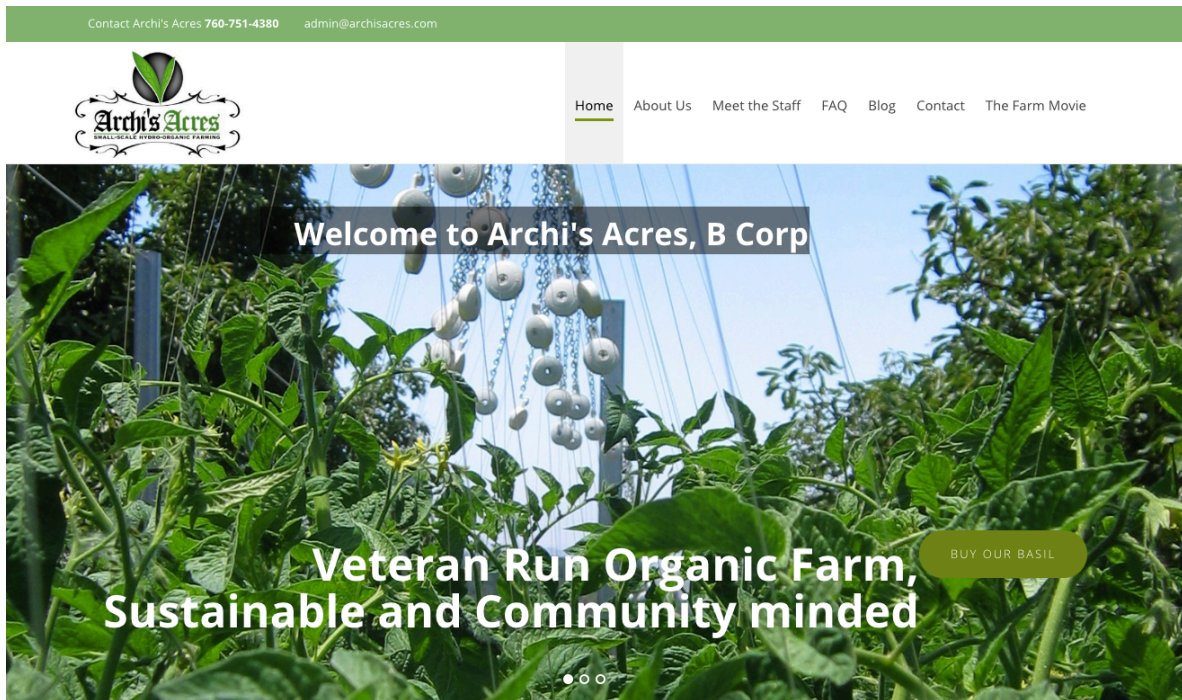 Contact Archi's Acres 760-751-4380 admin@archisacres.com
Archi's Acres
SMALL-SCALE HYDRO-ORGANIC FARMING
Home About Us Meet the Staff FAQ Blog Contact The Farm Movie
Welcome to Archi's Acres, B Corp
Veteran Run Organic Farm,
Sustainable and Community minded
BUY OUR BASIL